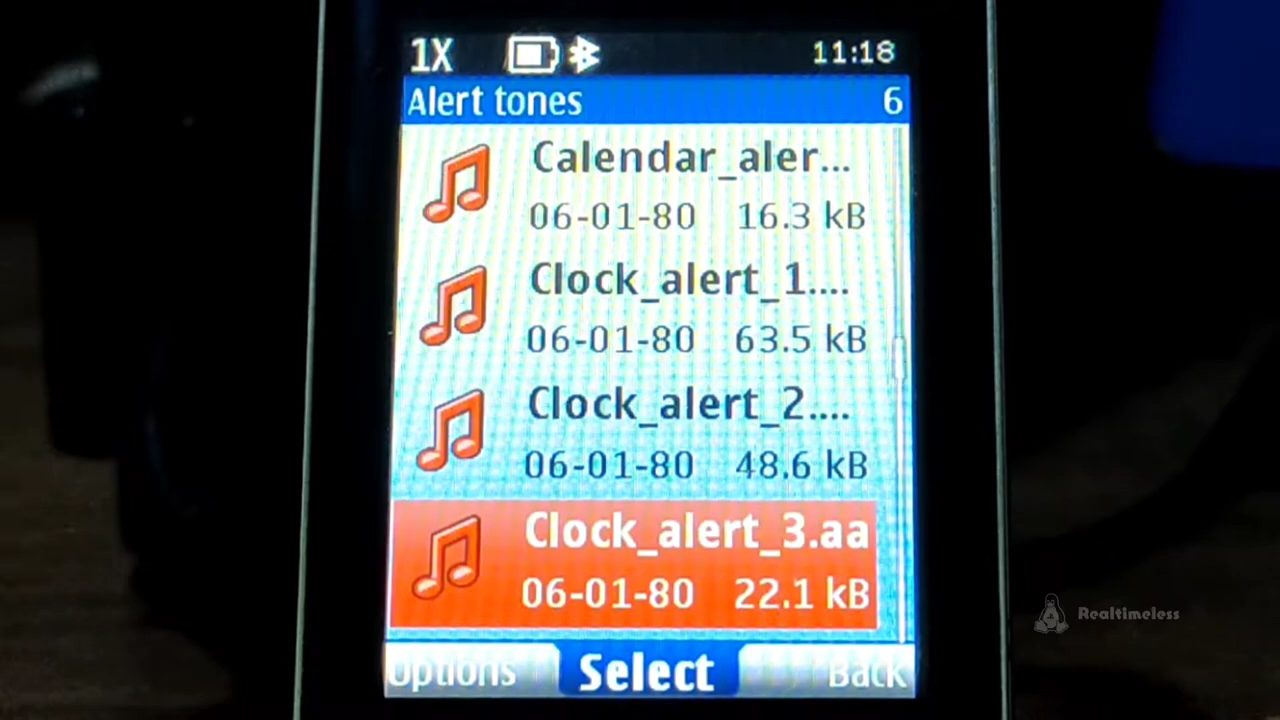 1X 11:18
Alert tones 6
Calendar_aler...
06-01-80 16.3 kB
Clock_alert_1....
06-01-80 63.5 kB
Clock_alert_2....
06-01-80 48.6 kB
Clock_alert_3.aa
06-01-80 22.1 kB
Realtimeless
Options Select Back